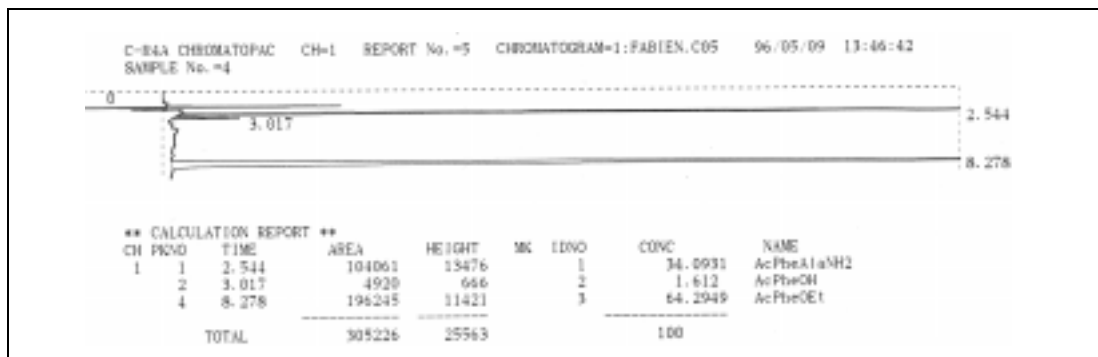 C-R4A CHROMATOPAC CH=1 REPORT No.=5 CHROMATOGRAM=1:FABIEN.C05 96/05/09 13:46:42
SAMPLE No.=4
0
2.544
3.017
8.278
** CALCULATION REPORT **
CH PKNO TIME AREA HEIGHT MK IDNO CONC NAME
1 1 2.544 104061 13476 1 34.0931 AcPheAlaNH2
2 3.017 4920 666 2 1.612 AcPheOH
4 8.278 196245 11421 3 64.2949 AcPheOEt
TOTAL 305226 25563 100